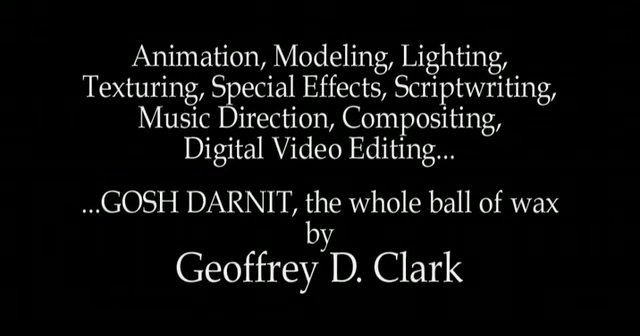 Animation, Modeling, Lighting,
Texturing, Special Effects, Scriptwriting,
Music Direction, Compositing,
Digital Video Editing...
...GOSH DARNIT, the whole ball of wax
by
Geoffrey D. Clark